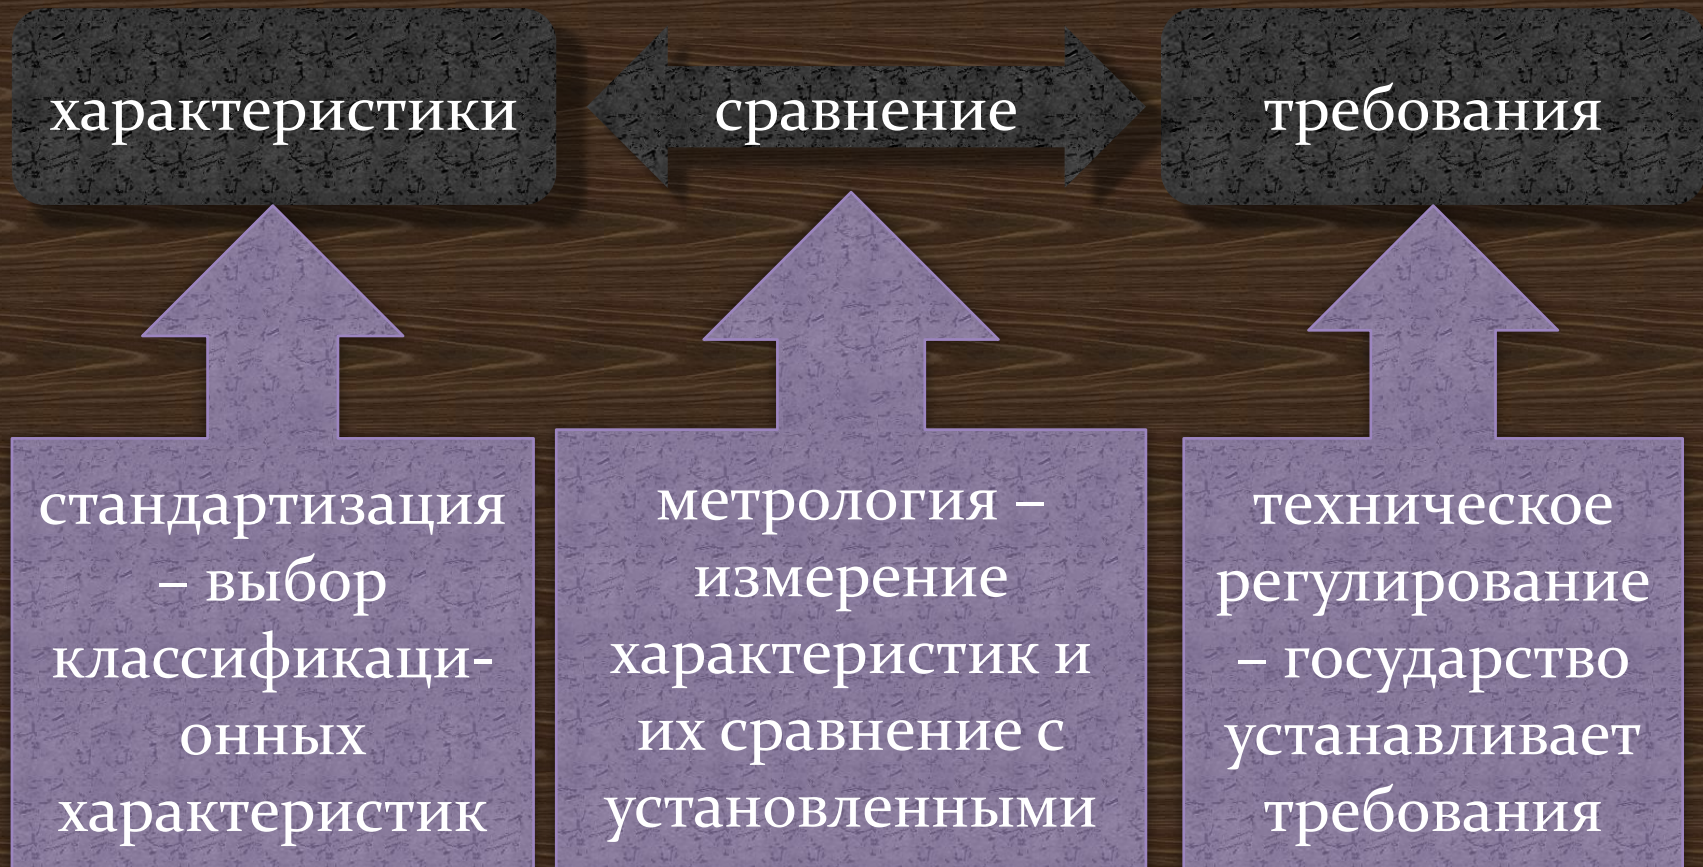 характеристики
сравнение
требования
стандартизация
– выбор
классификаци-
онных
характеристик
метрология –
измерение
характеристик и
их сравнение с
установленными
техническое
регулирование
– государство
устанавливает
требования